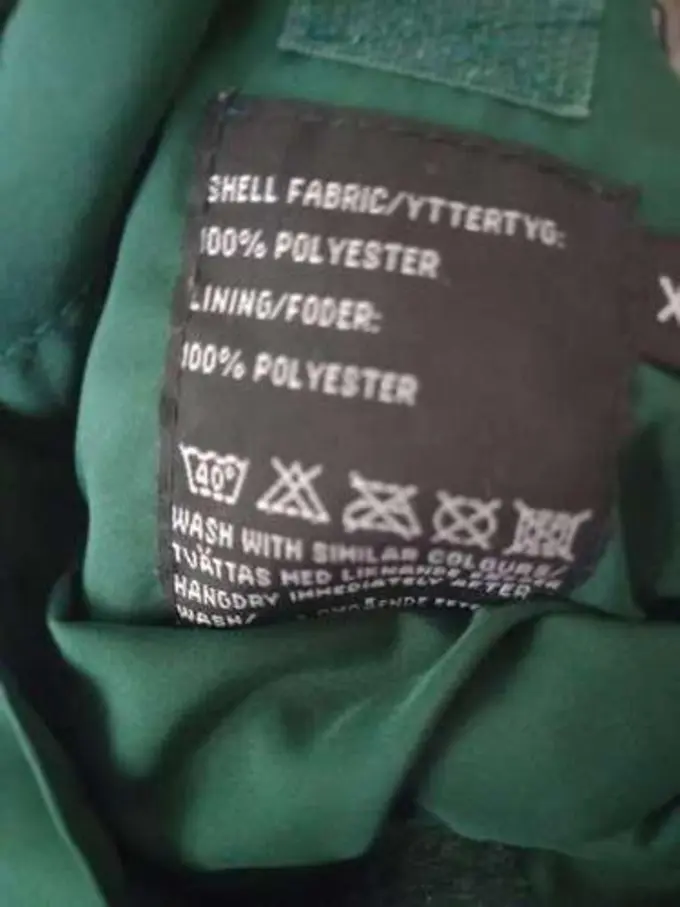 SHELL FABRIC/YTTERTYG:
100% POLYESTER
LINING/FODER:
100% POLYESTER
40°
WASH WITH SIMILAR COLOURS/
TVÄTTAS MED
HANGDRY IMMEDIATELY AFTER
WASH/
X